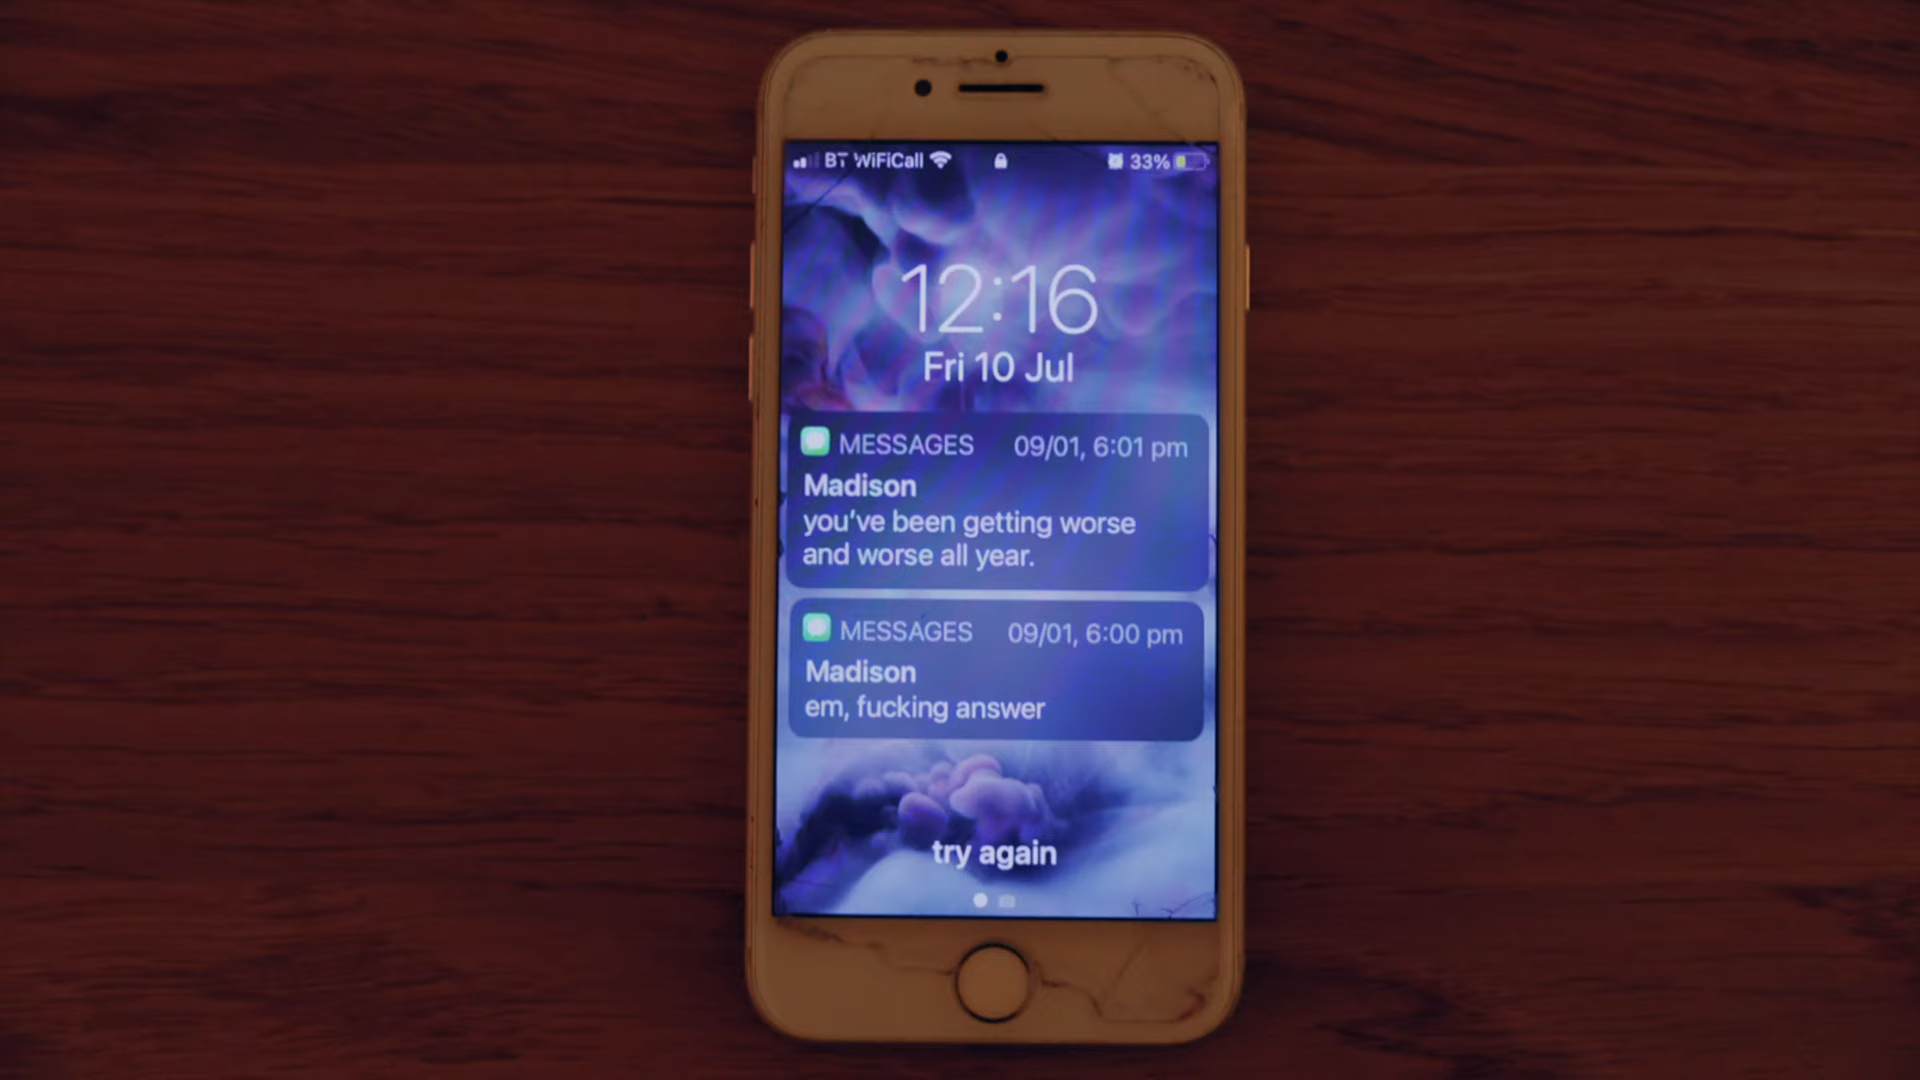 BT WiFiCall 33%
12:16
Fri 10 Jul
MESSAGES 09/01, 6:01 pm
Madison
you've been getting worse
and worse all year.
MESSAGES 09/00, 6:00 pm
Madison
em, fucking answer
try again